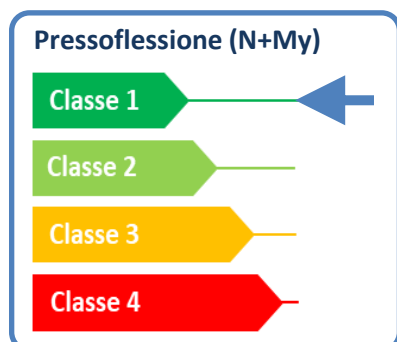 Pressoflessione (N+My)
Classe 1
Classe 2
Classe 3
Classe 4